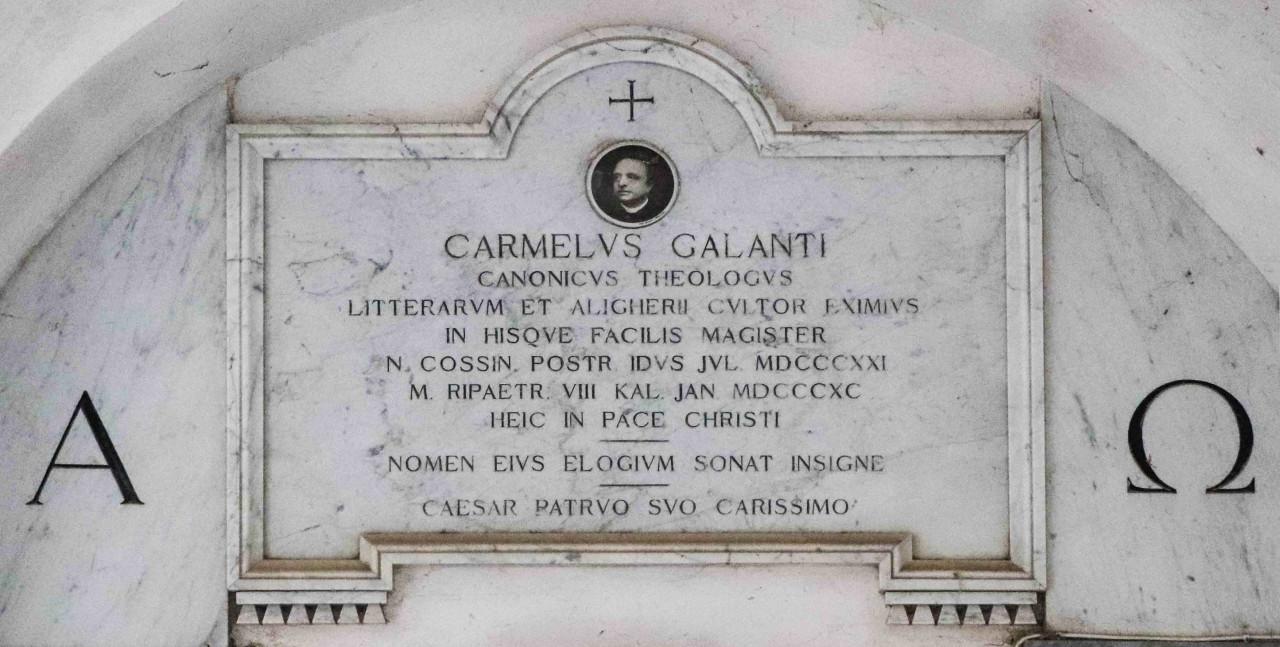 CARMELVS GALANTI
CANONICVS THEOLOGVS
LITTERARVM ET ALIGHERII CVLTOR EXIMIVS
IN HISQVE FACILIS MAGISTER
N. COSSIN. POSTR. IDVS JVL. MDCCCXXI
M. RIPAETR. VIII KAL. JAN MDCCCXC
HEIC IN PACE CHRISTI
NOMEN EIVS ELOGIVM SONAT INSIGNE
CAESAR PATRVO SVO CARISSIMO
Α Ω